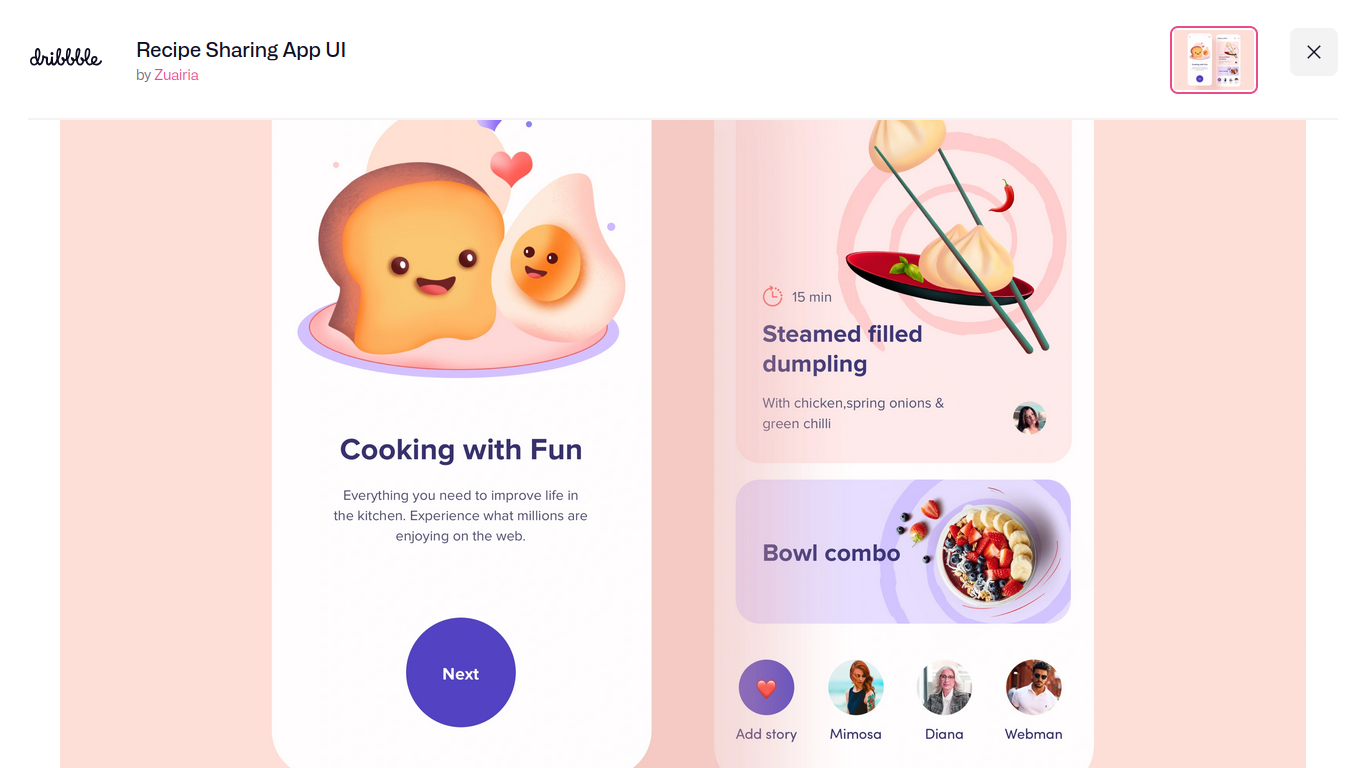 dribbble
Recipe Sharing App UI
by Zuairia
Cooking with Fun
Everything you need to improve life in
the kitchen. Experience what millions are
enjoying on the web.
Next
15 min
Steamed filled
dumpling
With chicken,spring onions &
green chilli
Bowl combo
Add story
Mimosa
Diana
Webman